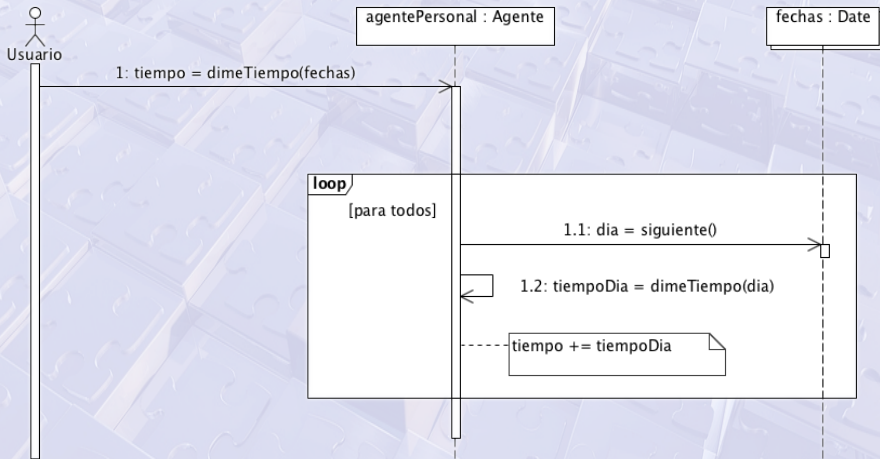 agentePersonal : Agente
fechas : Date
Usuario
1: tiempo = dimeTiempo(fechas)
loop
[para todos]
1.1: dia = siguiente()
1.2: tiempoDia = dimeTiempo(dia)
tiempo += tiempoDia